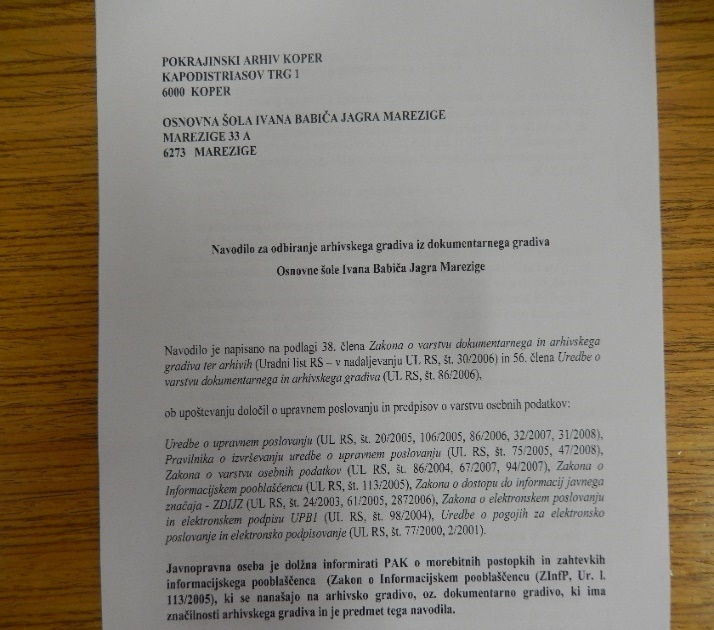 POKRAJINSKI ARHIV KOPER
KAPODISTRIASOV TRG 1
6000 KOPER
OSNOVNA ŠOLA IVANA BABIČA JAGRA MAREZIGE
MAREZIGE 33 A
6273 MAREZIGE
Navodilo za odbiranje arhivskega gradiva iz dokumentarnega gradiva
Osnovne šole Ivana Babiča Jagra Marezige
Navodilo je napisano na podlagi 38. člena Zakona o varstvu dokumentarnega in arhivskega
gradiva ter arhivih (Uradni list RS – v nadaljevanju UL RS, št. 30/2006) in 56. člena Uredbe o
varstvu dokumentarnega in arhivskega gradiva (UL RS, št. 86/2006),
ob upoštevanju določil o upravnem poslovanju in predpisov o varstvu osebnih podatkov:
Uredbe o upravnem poslovanju (UL RS, št. 20/2005, 106/2005, 86/2006, 32/2007, 31/2008),
Pravilnika o izvrševanju uredbe o upravnem poslovanju (UL RS, št. 75/2005, 47/2008),
Zakona o varstvu osebnih podatkov (UL RS, št. 86/2004, 67/2007, 94/2007), Zakona o
Informacijskem pooblaščencu (UL RS, št. 113/2005), Zakona o dostopu do informacij javnega
značaja - ZDIJZ (UL RS, št. 24/2003, 61/2005, 2872006), Zakona o elektronskem poslovanju
in elektronskem podpisu UPB1 (UL RS, št. 98/2004), Uredbe o pogojih za elektronsko
poslovanje in elektronsko podpisovanje (UL RS, št. 77/2000, 2/2001).
Javnopravna oseba je dolžna informirati PAK o morebitnih postopkih in zahtevkih
informacijskega pooblaščenca (Zakon o Informacijskem pooblaščencu (ZInfP, Ur. l.
113/2005), ki se nanašajo na arhivsko gradivo, oz. dokumentarno gradivo, ki ima
značilnosti arhivskega gradiva in je predmet tega navodila.